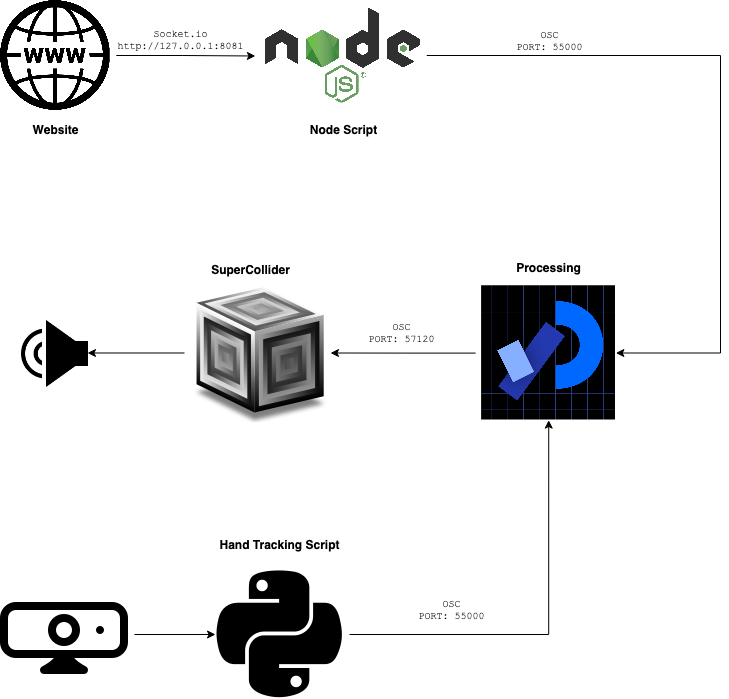 WWW
Socket.io
http://127.0.0.1:8081
node
JS
OSC
PORT: 55000
Website
Node Script
SuperCollider
Processing
OSC
PORT: 57120
Hand Tracking Script
OSC
PORT: 55000